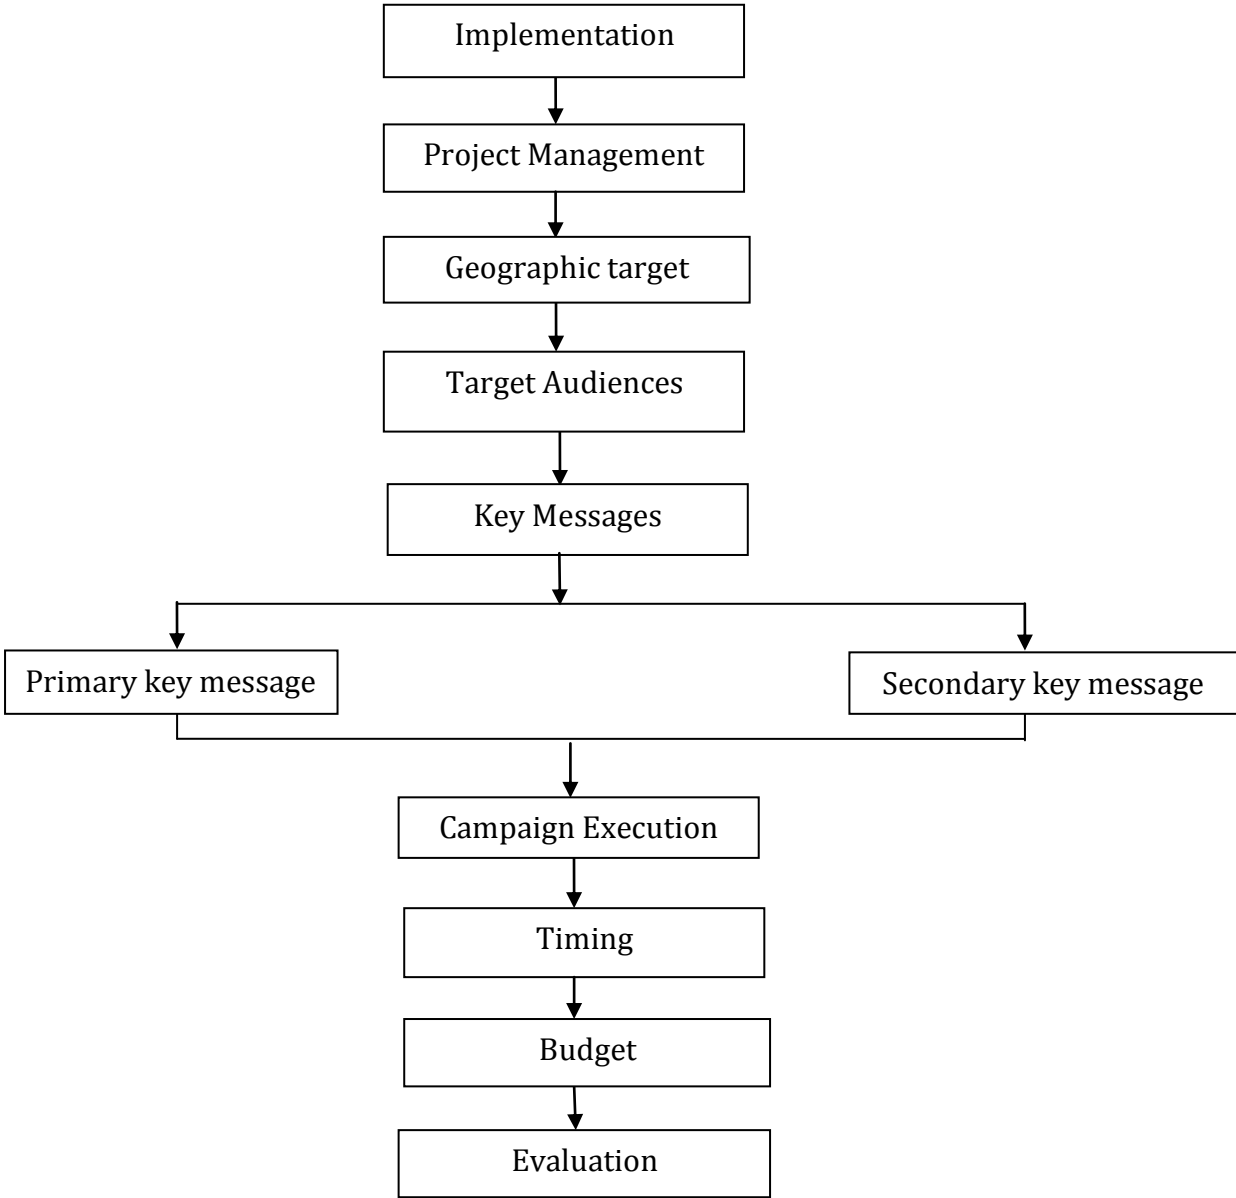 Implementation
Project Management
Geographic target
Target Audiences
Key Messages
Primary key message
Secondary key message
Campaign Execution
Timing
Budget
Evaluation